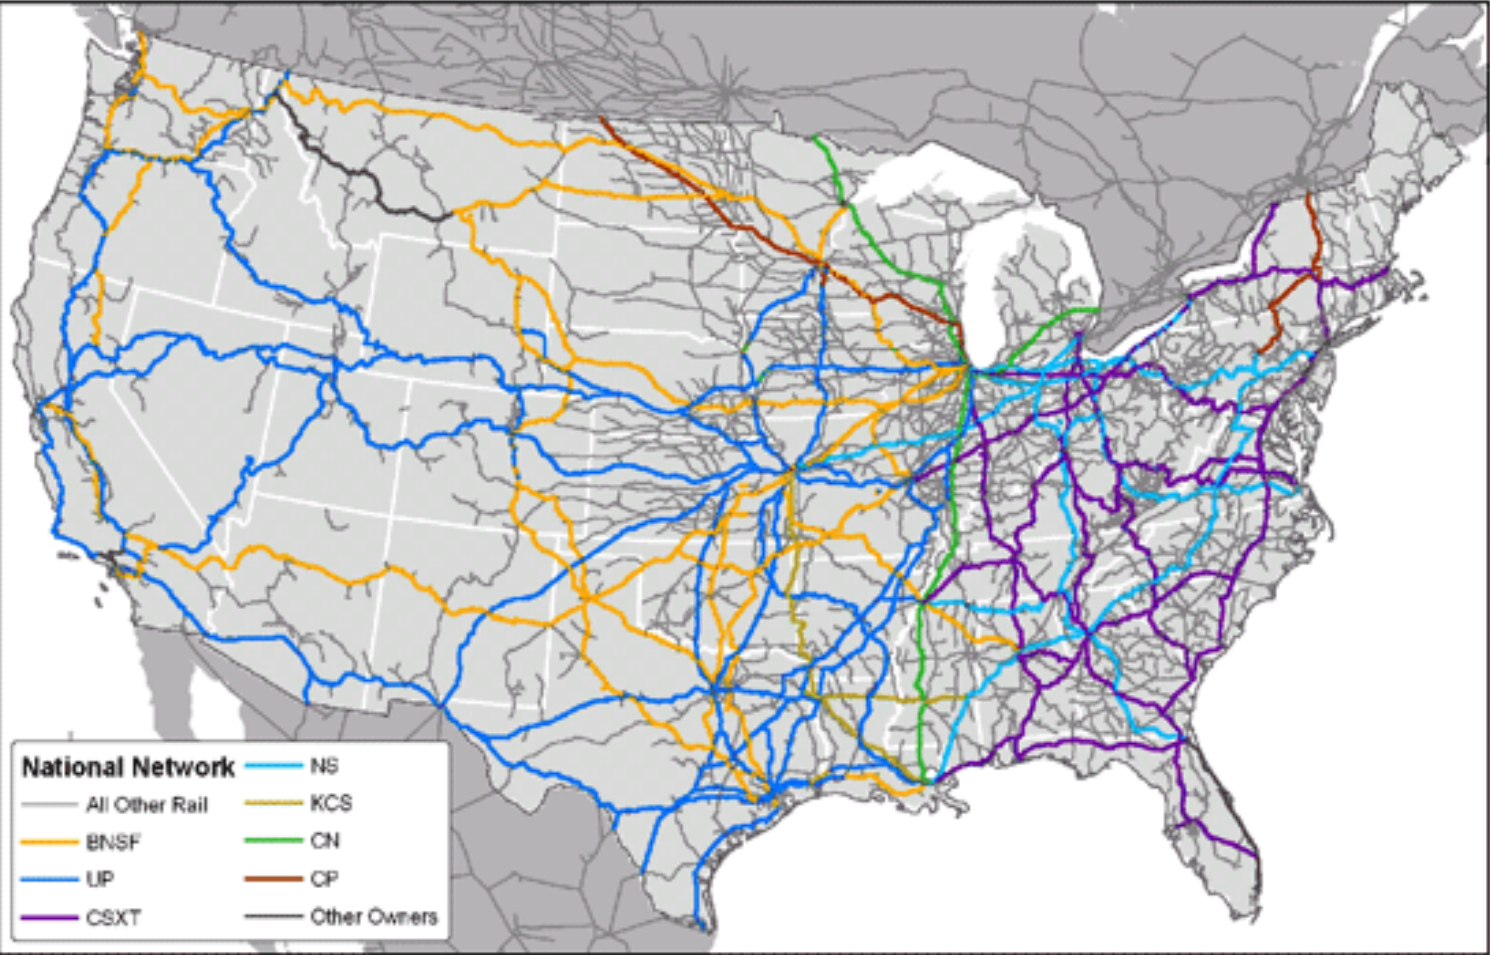 National Network
All Other Rail
BNSF
UP
CSXT
NS
KCS
CN
CP
Other Owners